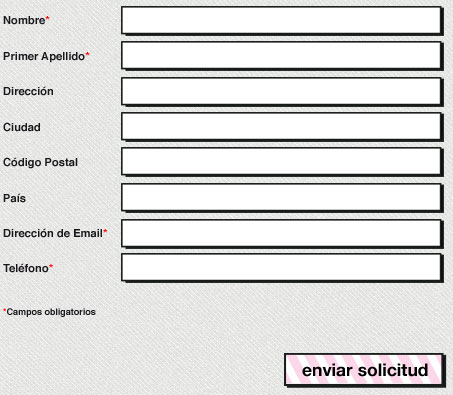 Nombre*
Primer Apellido*
Dirección
Ciudad
Código Postal
País
Dirección de Email*
Teléfono*
*Campos obligatorios
enviar solicitud